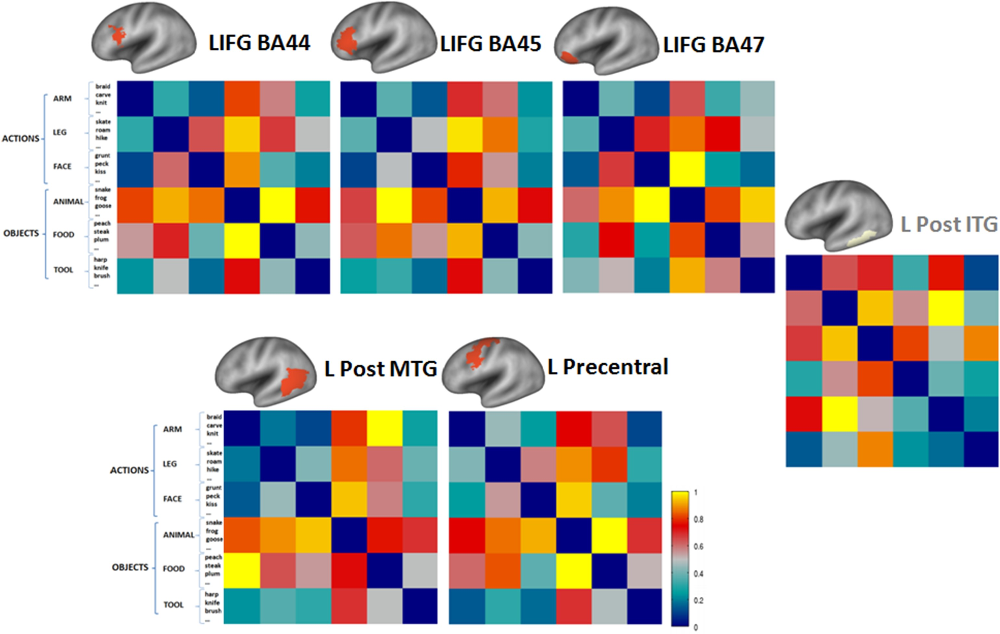 LIFG BA44
LIFG BA45
LIFG BA47
ACTIONS
ARM
braid
carve
knit
...
LEG
skate
roam
hike
...
FACE
grunt
peck
kiss
...
OBJECTS
ANIMAL
snake
frog
goose
...
FOOD
peach
steak
plum
...
TOOL
harp
knife
brush
...
L Post ITG
L Post MTG
L Precentral
ACTIONS
ARM
braid
carve
knit
...
LEG
skate
roam
hike
...
FACE
grunt
peck
kiss
...
OBJECTS
ANIMAL
snake
frog
goose
...
FOOD
peach
steak
plum
...
TOOL
harp
knife
brush
...
1
0.8
0.6
0.4
0.2
0